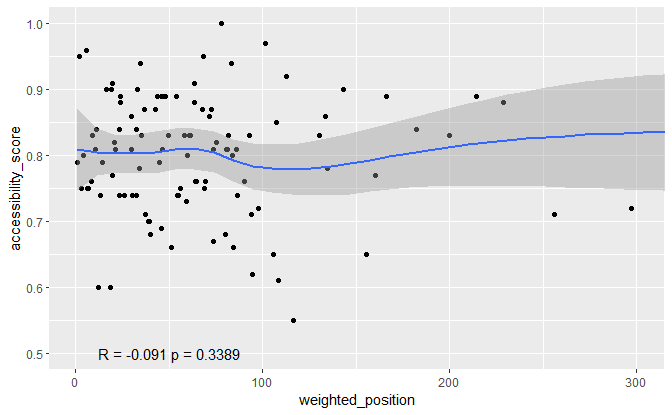 1.0
0.9
0.8
0.7
0.6
0.5
accessibility_score
R = -0.091 p = 0.3389
0 100 200 300
weighted_position